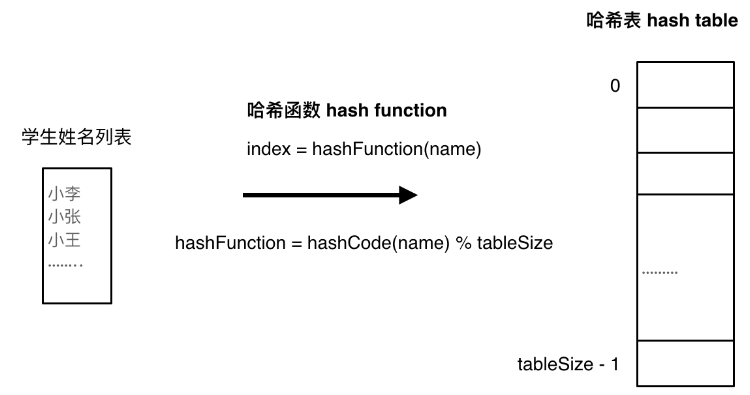 哈希表 hash table
0
哈希函数 hash function
学生姓名列表
index = hashFunction(name)
小李
小张
小王
........
hashFunction = hashCode(name) % tableSize
.........
tableSize - 1